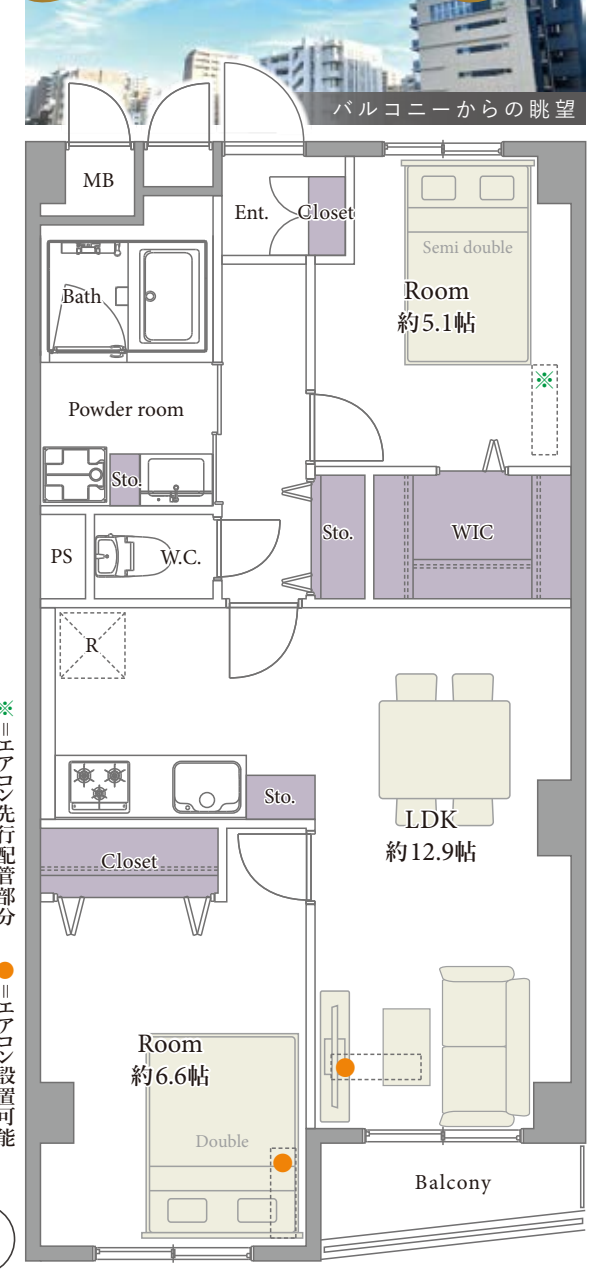 バルコニーからの眺望
MB
Ent.
Closet
Semi double
Bath
Room
約5.1帖
※
Powder room
Sto.
PS
W.C.
Sto.
WIC
R
Sto.
LDK
約12.9帖
Closet
Room
約6.6帖
Double
Balcony
※=エアコン先行配管部分
●=エアコン設置可能